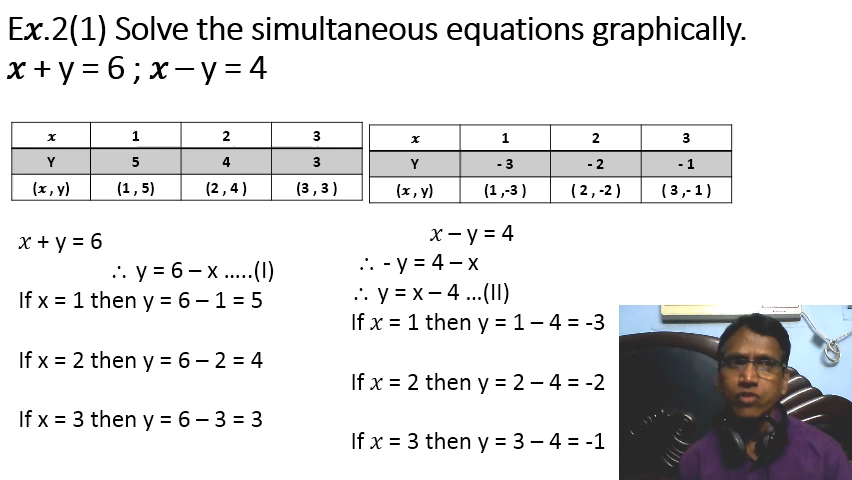 Ex.2(1) Solve the simultaneous equations graphically.
x + y = 6 ; x – y = 4
x 1 2 3
Y 5 4 3
(x , y) (1 , 5) (2 , 4 ) (3 , 3 )
x 1 2 3
Y - 3 - 2 - 1
(x , y) (1 ,-3 ) ( 2 , -2 ) ( 3 ,- 1 )
x + y = 6
∴ y = 6 – x …..(I)
If x = 1 then y = 6 – 1 = 5
If x = 2 then y = 6 – 2 = 4
If x = 3 then y = 6 – 3 = 3
x – y = 4
∴ - y = 4 – x
∴ y = x – 4 …(II)
If x = 1 then y = 1 – 4 = -3
If x = 2 then y = 2 – 4 = -2
If x = 3 then y = 3 – 4 = -1